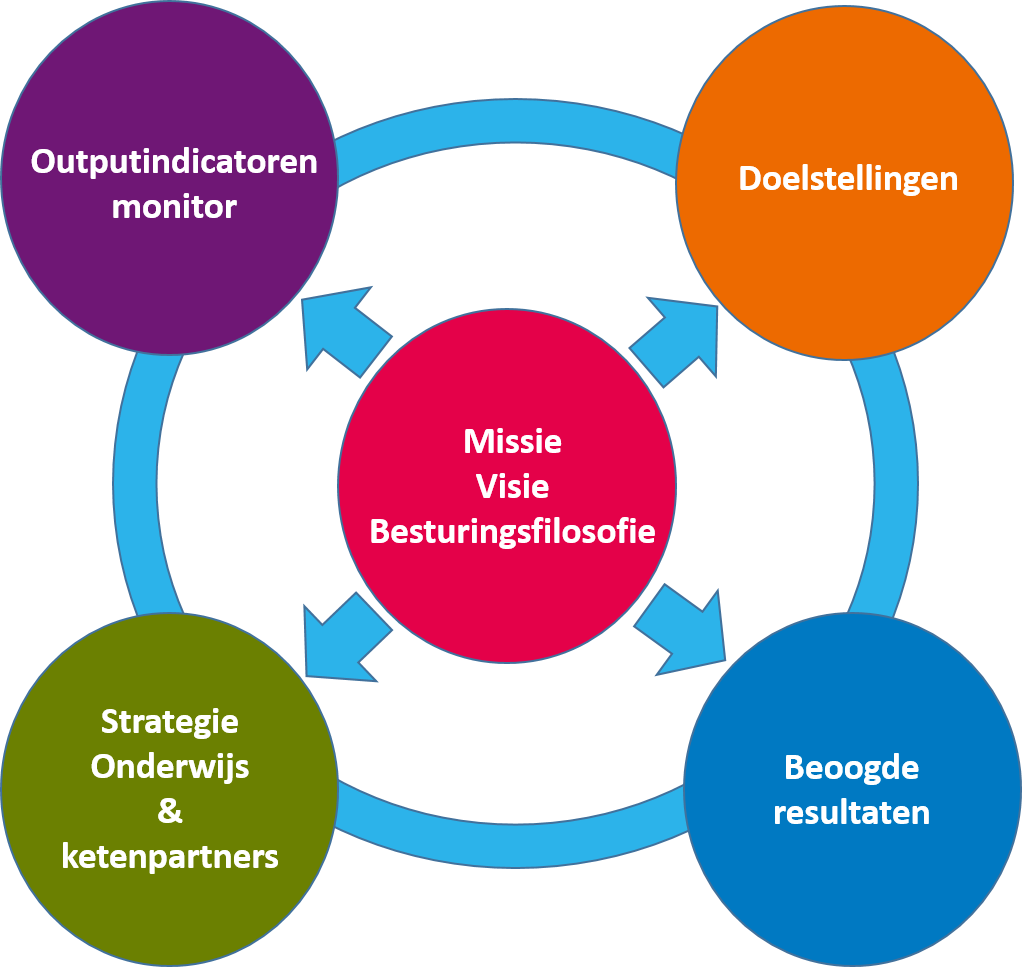 Outputindicatoren
monitor
Doelstellingen
Missie
Visie
Besturingsfilosofie
Strategie
Onderwijs
&
ketenpartners
Beoogde
resultaten